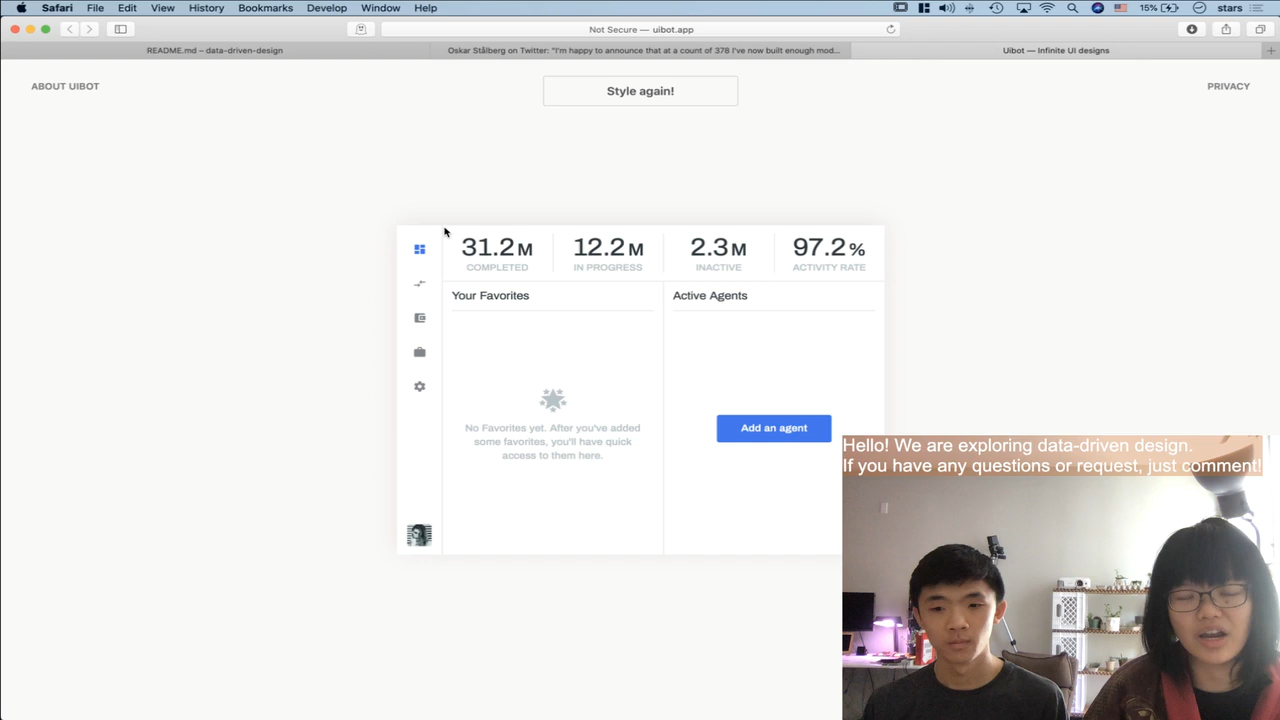 Safari File Edit View History Bookmarks Develop Window Help 15% stars
Not Secure — uibot.app
README.md – data-driven-design
Oskar Stålberg on Twitter: "I'm happy to announce that at a count of 378 I've now built enough mod...
Uibot — Infinite UI designs
ABOUT UIBOT
Style again!
PRIVACY
31.2 M 12.2 M 2.3 M 97.2 %
COMPLETED IN PROGRESS INACTIVE ACTIVITY RATE
Your Favorites
Active Agents
No Favorites yet. After you've added
some favorites, you'll have quick
access to them here.
Add an agent
Hello! We are exploring data-driven design.
If you have any questions or request, just comment!